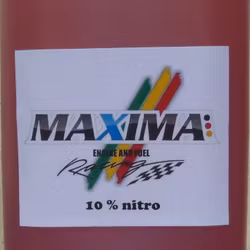 MAXIMA
ENGINE AND FUEL
Racing
10 % nitro